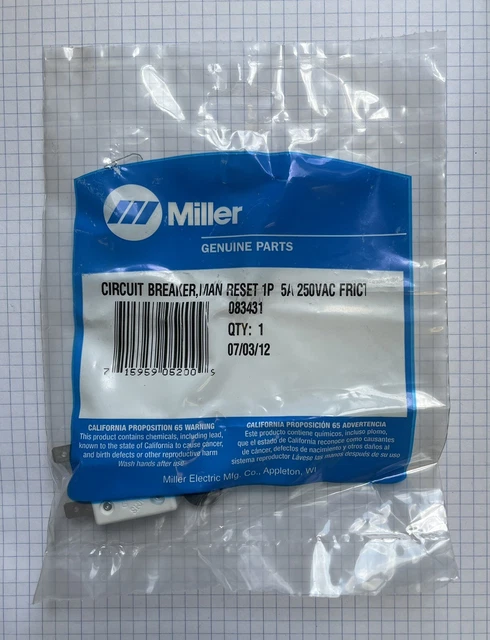 Miller
GENUINE PARTS
CIRCUIT BREAKER,MAN RESET 1P 5A 250VAC FRICT
083431
QTY: 1
07/03/12
7 15959 05200 9
CALIFORNIA PROPOSITION 65 WARNING
This product contains chemicals, including lead,
known to the state of California to cause cancer,
and birth defects or other reproductive harm
Wash hands after use
CALIFORNIA PROPOSICIÓN 65 ADVERTENCIA
Este producto contiene químicos, incluso plomo,
que el estado de California reconoce como causantes
de cáncer, defectos de nacimiento y otros daños al
sistema reproductor Lávese las manos después de su uso
Miller Electric Mfg. Co., Appleton, WI